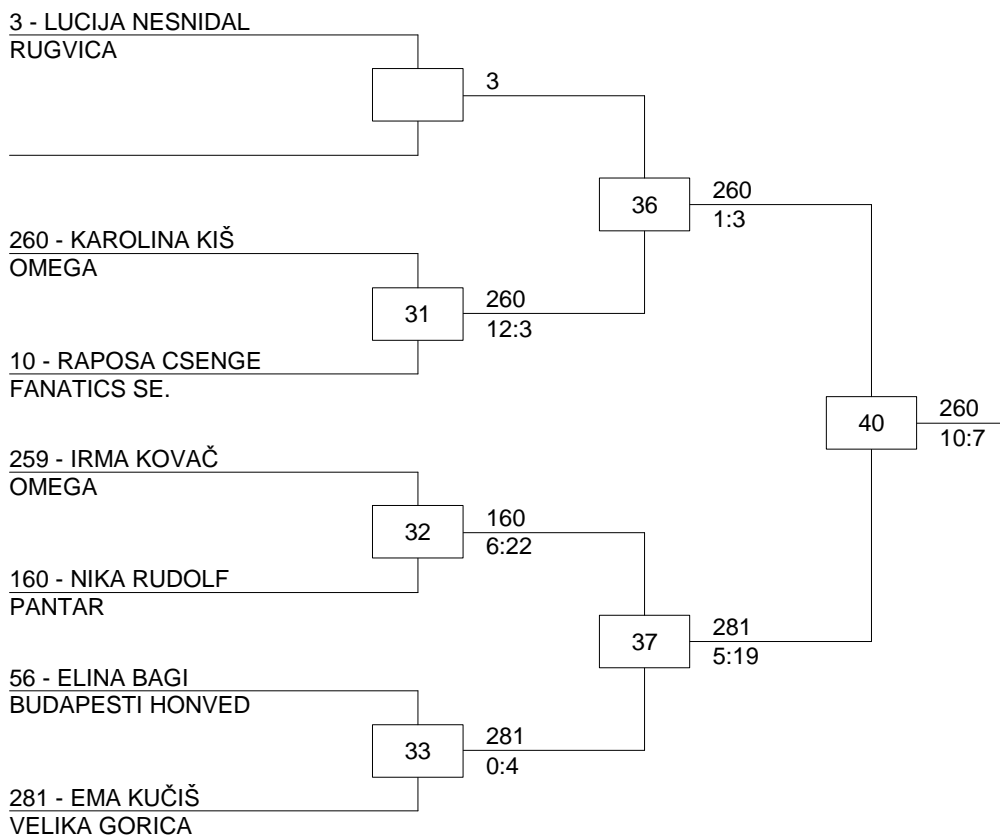 3 - LUCIJA NESNIDAL
RUGVICA
3
36
260
1:3
260 - KAROLINA KIŠ
OMEGA
31
260
12:3
10 - RAPOSA CSENGE
FANATICS SE.
40
260
10:7
259 - IRMA KOVAČ
OMEGA
32
160
6:22
160 - NIKA RUDOLF
PANTAR
37
281
5:19
56 - ELINA BAGI
BUDAPESTI HONVED
33
281
0:4
281 - EMA KUČIŠ
VELIKA GORICA